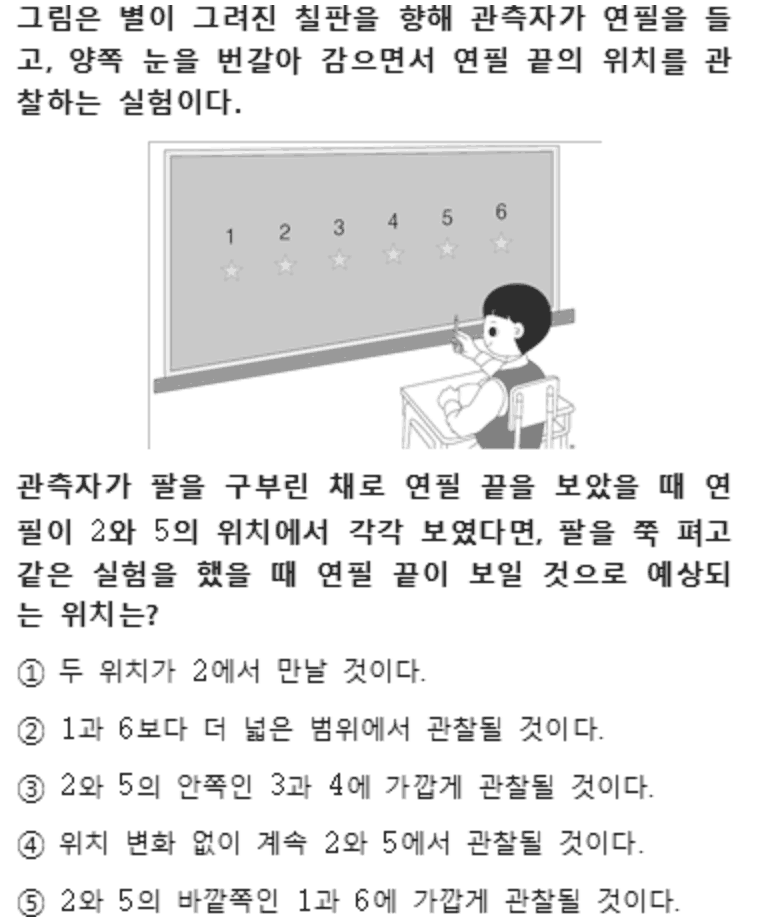 그림은 별이 그려진 칠판을 향해 관측자가 연필을 들
고, 양쪽 눈을 번갈아 감으면서 연필 끝의 위치를 관
찰하는 실험이다.
1 2 3 4 5 6
관측자가 팔을 구부린 채로 연필 끝을 보았을 때 연
필이 2와 5의 위치에서 각각 보였다면, 팔을 쭉 펴고
같은 실험을 했을 때 연필 끝이 보일 것으로 예상되
는 위치는?
① 두 위치가 2에서 만날 것이다.
② 1과 6보다 더 넓은 범위에서 관찰될 것이다.
③ 2와 5의 안쪽인 3과 4에 가깝게 관찰될 것이다.
④ 위치 변화 없이 계속 2와 5에서 관찰될 것이다.
⑤ 2와 5의 바깥쪽인 1과 6에 가깝게 관찰될 것이다.